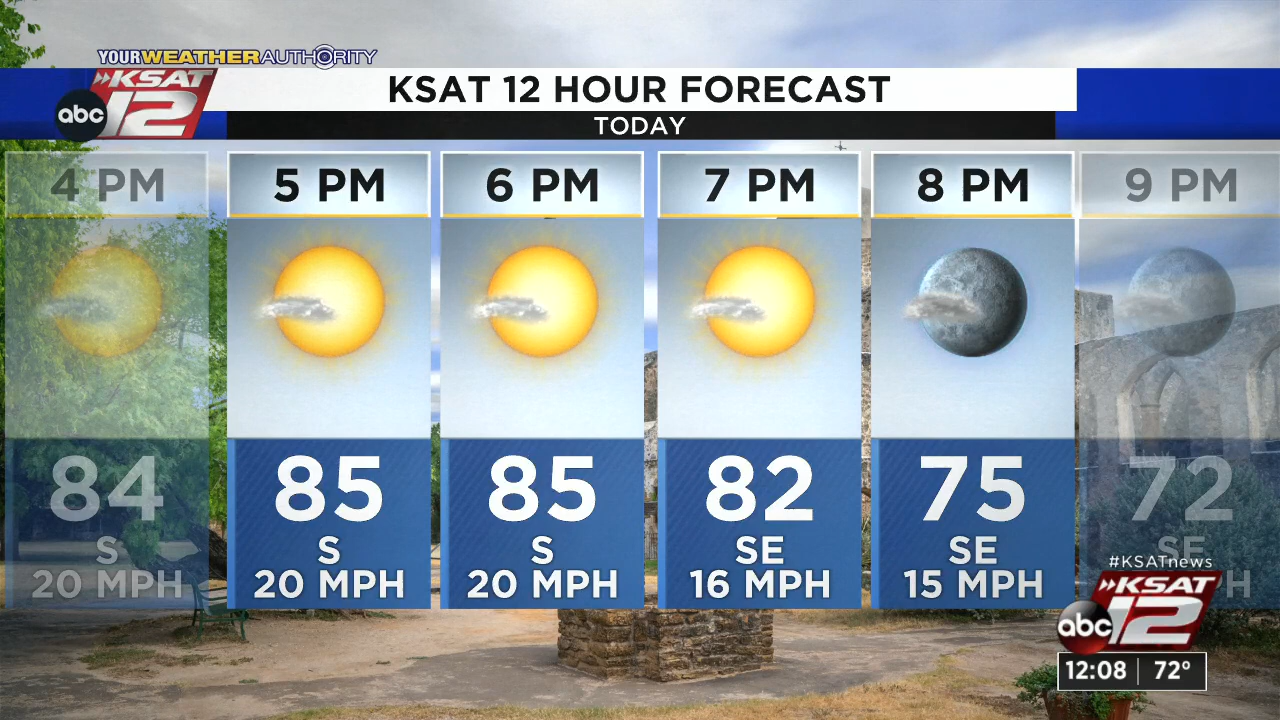 YOURWEATHERAUTHORITY
KSAT
abc 12
KSAT 12 HOUR FORECAST
TODAY
4 PM
5 PM
6 PM
7 PM
8 PM
9 PM
84
85
85
82
75
72
S
S
S
SE
SE
SE
20 MPH
20 MPH
20 MPH
16 MPH
15 MPH
#KSATnews
KSAT
abc 12
12:08 72°